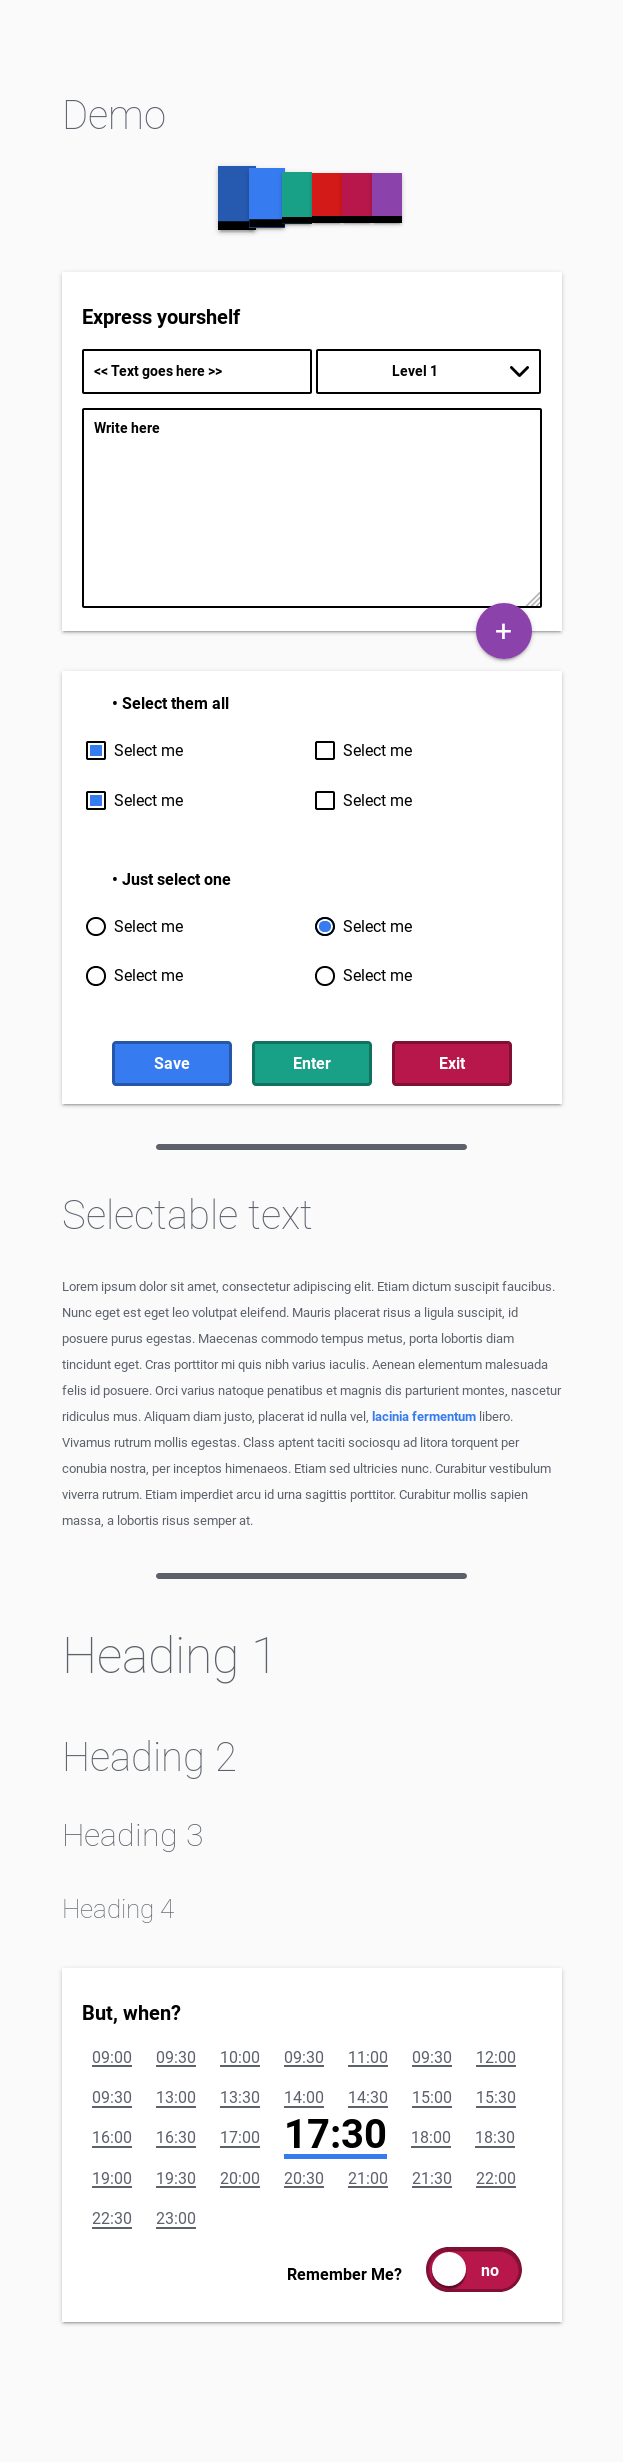 Demo
Express yourshelf
<< Text goes here >>
Level 1
Write here
+
• Select them all
Select me
Select me
Select me
Select me
• Just select one
Select me
Select me
Select me
Select me
Save
Enter
Exit
Selectable text
Lorem ipsum dolor sit amet, consectetur adipiscing elit. Etiam dictum suscipit faucibus.
Nunc eget est eget leo volutpat eleifend. Mauris placerat risus a ligula suscipit, id
posuere purus egestas. Maecenas commodo tempus metus, porta lobortis diam
tincidunt eget. Cras porttitor mi quis nibh varius iaculis. Aenean elementum malesuada
felis id posuere. Orci varius natoque penatibus et magnis dis parturient montes, nascetur
ridiculus mus. Aliquam diam justo, placerat id nulla vel, lacinia fermentum libero.
Vivamus rutrum mollis egestas. Class aptent taciti sociosqu ad litora torquent per
conubia nostra, per inceptos himenaeos. Etiam sed ultricies nunc. Curabitur vestibulum
viverra rutrum. Etiam imperdiet arcu id urna sagittis porttitor. Curabitur mollis sapien
massa, a lobortis risus semper at.
Heading 1
Heading 2
Heading 3
Heading 4
But, when?
09:00 09:30 10:00 09:30 11:00 09:30 12:00
09:30 13:00 13:30 14:00 14:30 15:00 15:30
16:00 16:30 17:00 17:30 18:00 18:30
19:00 19:30 20:00 20:30 21:00 21:30 22:00
22:30 23:00
Remember Me?
no